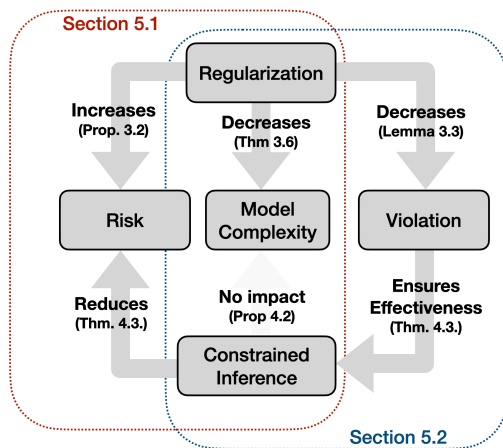 Section 5.1
Regularization
Increases
(Prop. 3.2)
Decreases
(Thm 3.6)
Decreases
(Lemma 3.3)
Risk
Model
Complexity
Violation
Reduces
(Thm. 4.3.)
No impact
(Prop 4.2)
Ensures
Effectiveness
(Thm. 4.3.)
Constrained
Inference
Section 5.2